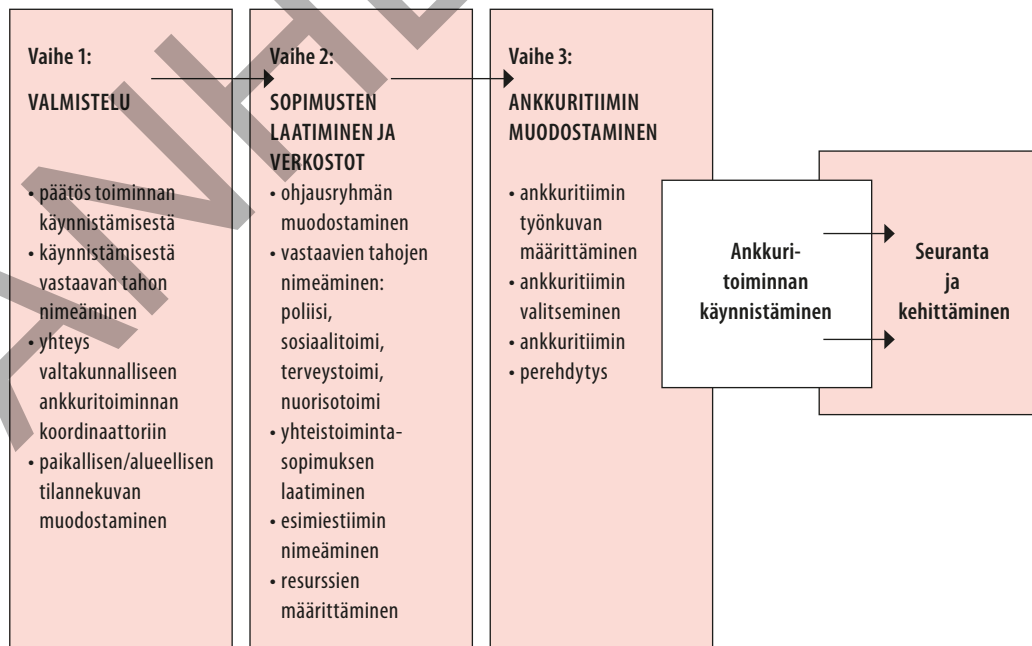 Vaihe 1:
VALMISTELU
• päätös toiminnan
käynnistämisestä
• käynnistämisestä
vastaavan tahon
nimeäminen
• yhteys
valtakunnalliseen
ankkuritoiminnan
koordinaattoriin
• paikallisen/alueellisen
tilannekuvan
muodostaminen
Vaihe 2:
SOPIMUSTEN
LAATIMINEN JA
VERKOSTOT
• ohjausryhmän
muodostaminen
• vastaavien tahojen
nimeäminen:
poliisi,
sosiaalitoimi,
terveystoimi,
nuorisotoimi
• yhteistoiminta-
sopimuksen
laatiminen
• esimiestiimin
nimeäminen
• resurssien
määrittäminen
Vaihe 3:
ANKKURITIIMIN
MUODOSTAMINEN
• ankkuritiimin
työnkuvan
määrittäminen
• ankkuritiimin
valitseminen
• ankkuritiimin
• perehdytys
Ankkuri-
toiminnan
käynnistäminen
Seuranta
ja
kehittäminen